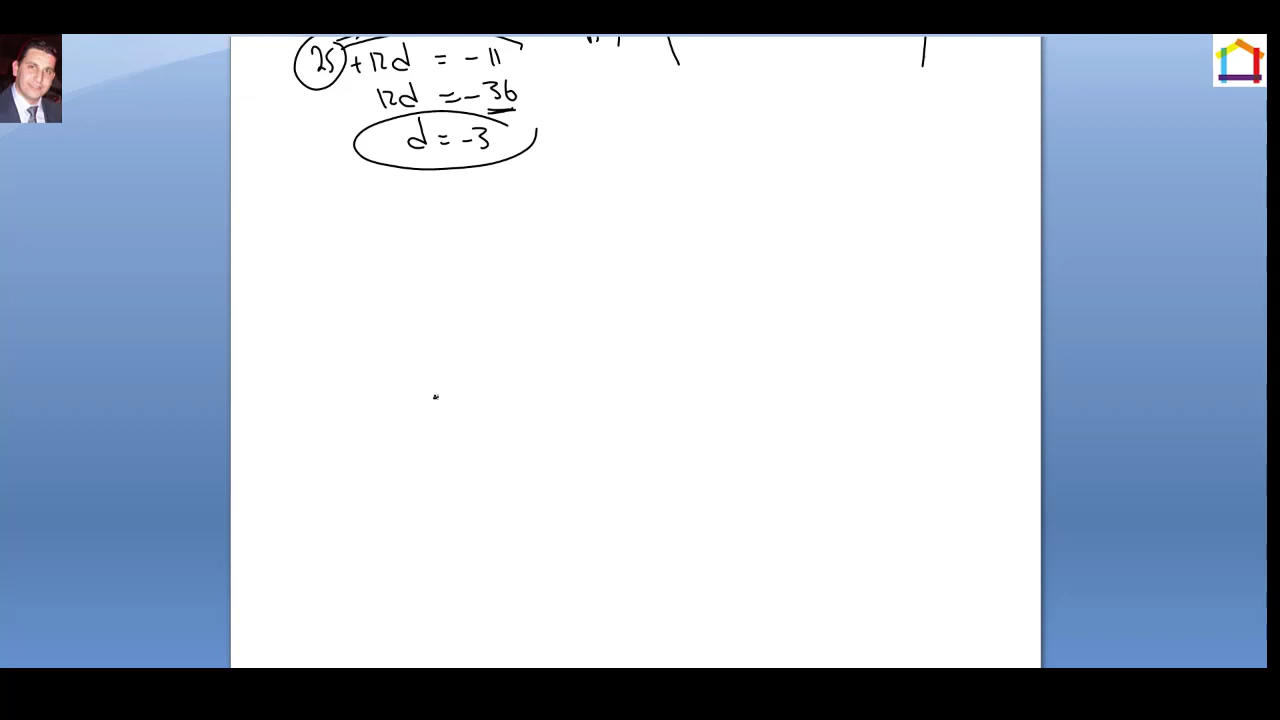 25 + 12d = - 11
12d = - 36
d = -3